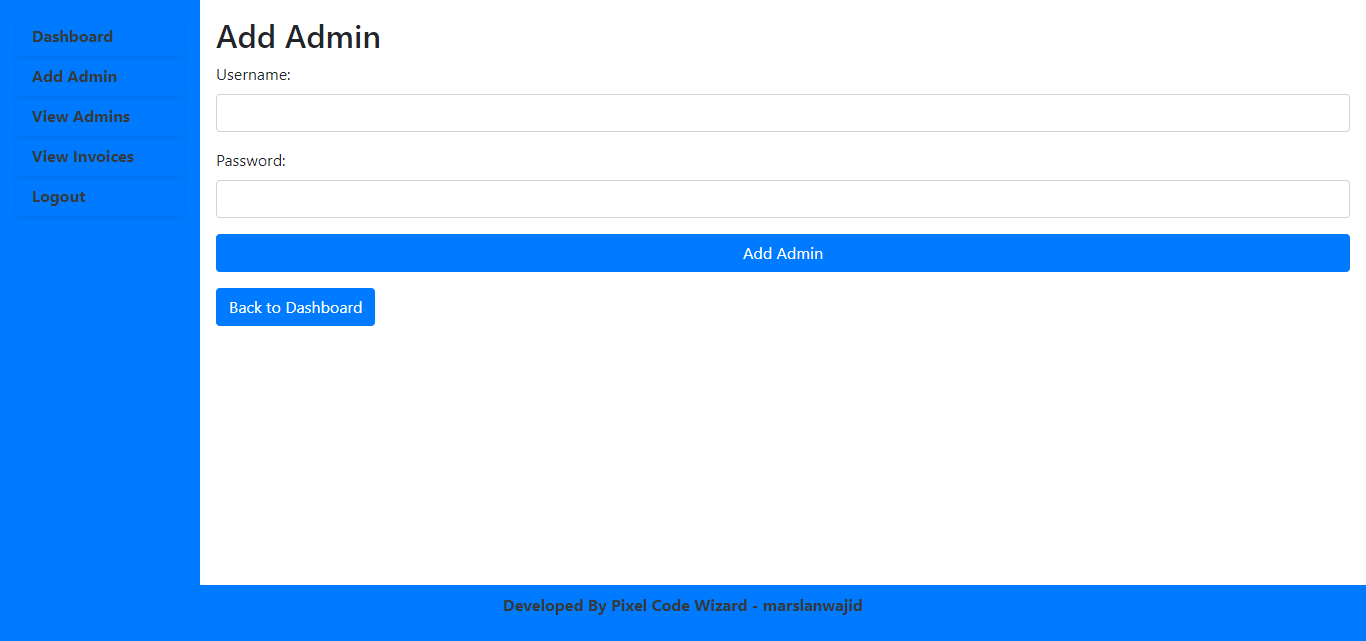 Dashboard
Add Admin
View Admins
View Invoices
Logout
Add Admin
Username:
Password:
Add Admin
Back to Dashboard
Developed By Pixel Code Wizard - marslanwajid